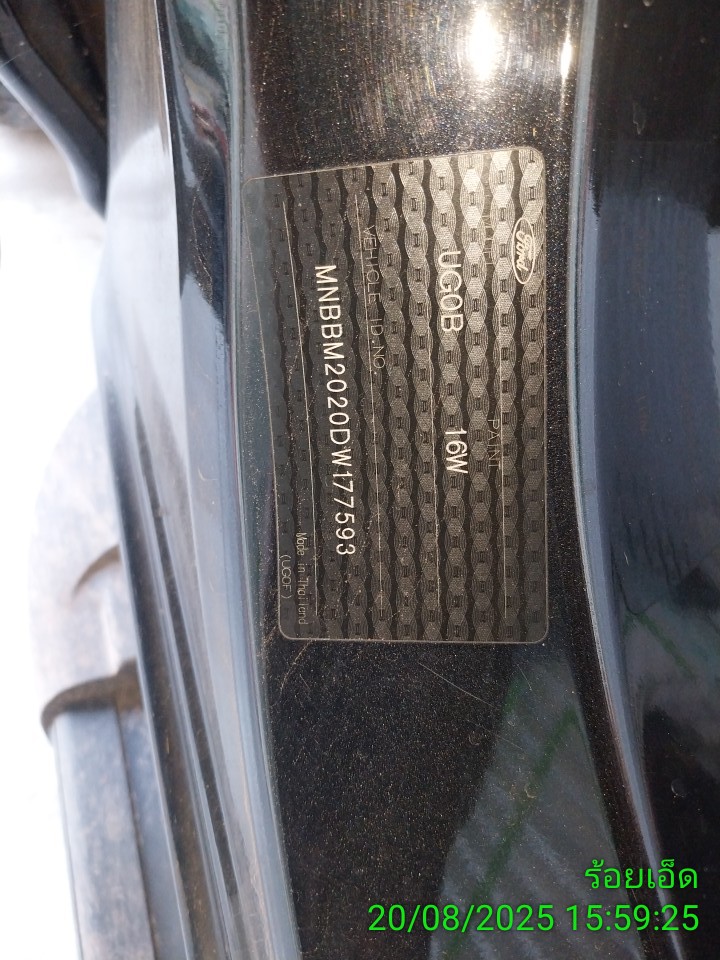 Ford
TYPE PAINT
UG0B 16W
VEHICLE ID.NO.
MNBBM2020DW177593
Made in Thailand
(UGOF)
ร้อยเอ็ด
20/08/2025 15:59:25